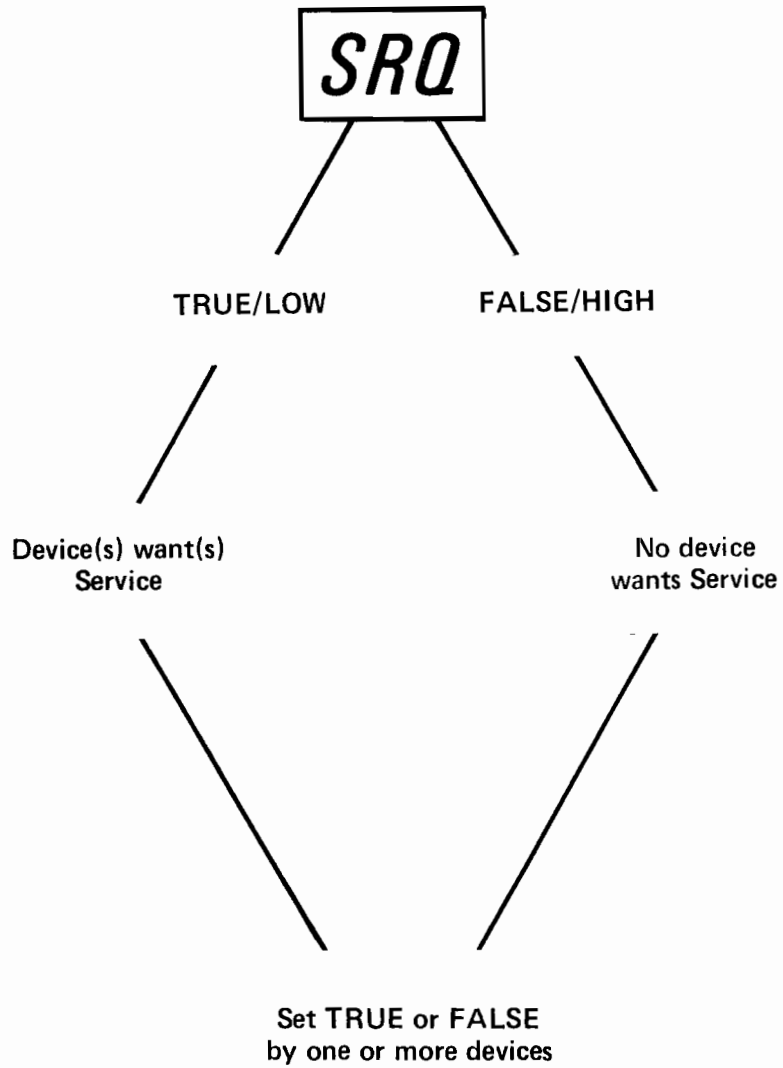 SRQ
TRUE/LOW
FALSE/HIGH
Device(s) want(s)
Service
No device
wants Service
Set TRUE or FALSE
by one or more devices